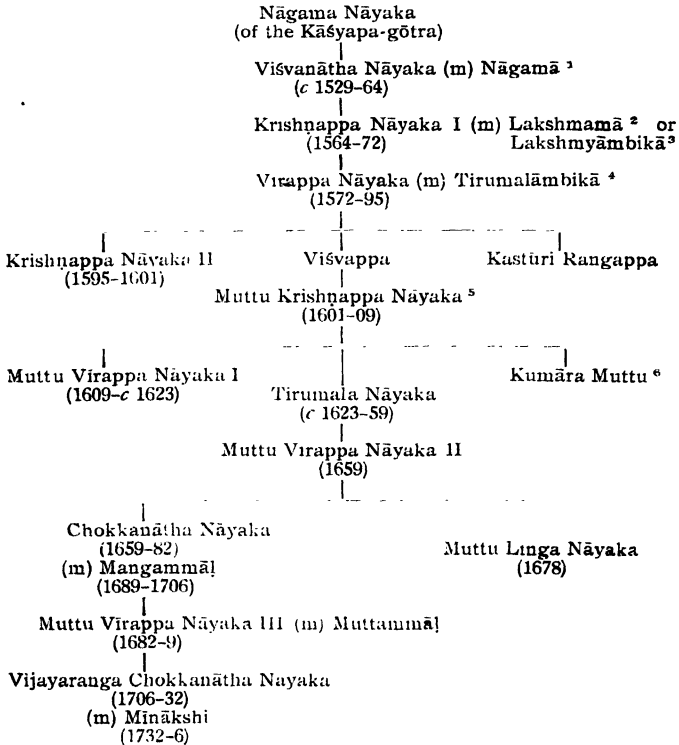 Nāgama Nāyaka
(of the Kāśyapa-gōtra)
Viśvanātha Nāyaka (m) Nāgamā ¹
(c 1529–64)
Krishṇappa Nāyaka I (m) Lakshmamā ² or
(1564–72) Lakshmyāmbikā ³
Vīrappa Nāyaka (m) Tirumalāmbikā ⁴
(1572–95)
Krishṇappa Nāyaka II Viśvappa Kastūri Rangappa
(1595–1601)
Muttu Krishṇappa Nāyaka ⁵
(1601–09)
Muttu Vīrappa Nāyaka I Kumāra Muttu ⁶
(1609–c 1623) Tirumala Nāyaka
(c 1623–59)
Muttu Vīrappa Nāyaka II
(1659)
Chokkanātha Nāyaka
(1659–82) Muttu Linga Nāyaka
(m) Mangammāḷ (1678)
(1689–1706)
Muttu Vīrappa Nāyaka III (m) Muttammāḷ
(1682–9)
Vijayaranga Chokkanātha Nāyaka
(1706–32)
(m) Mīnākshi
(1732–6)